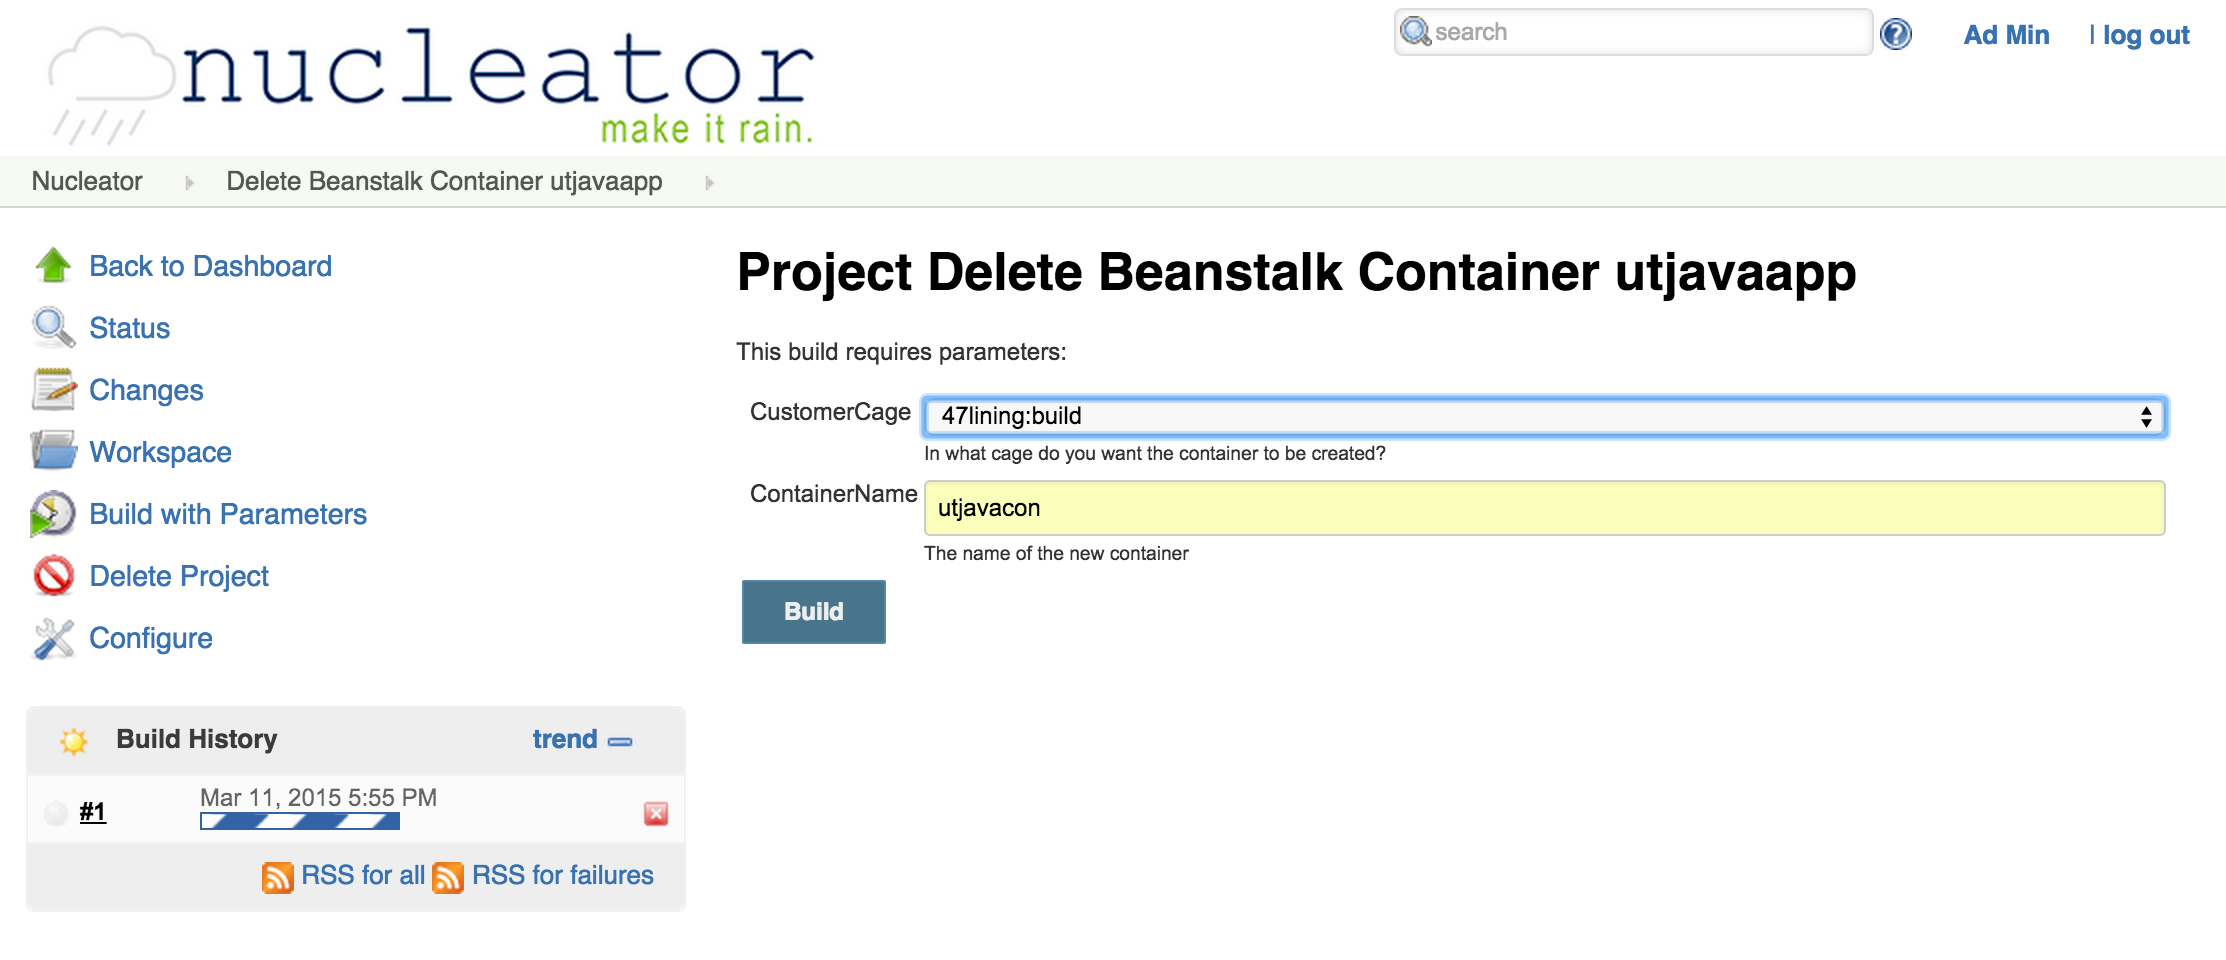 nucleator
make it rain.
search
Ad Min | log out
Nucleator Delete Beanstalk Container utjavaapp
Back to Dashboard
Status
Changes
Workspace
Build with Parameters
Delete Project
Configure
Build History trend
#1 Mar 11, 2015 5:55 PM
RSS for all RSS for failures
Project Delete Beanstalk Container utjavaapp
This build requires parameters:
CustomerCage 47lining:build
In what cage do you want the container to be created?
ContainerName utjavacon
The name of the new container
Build